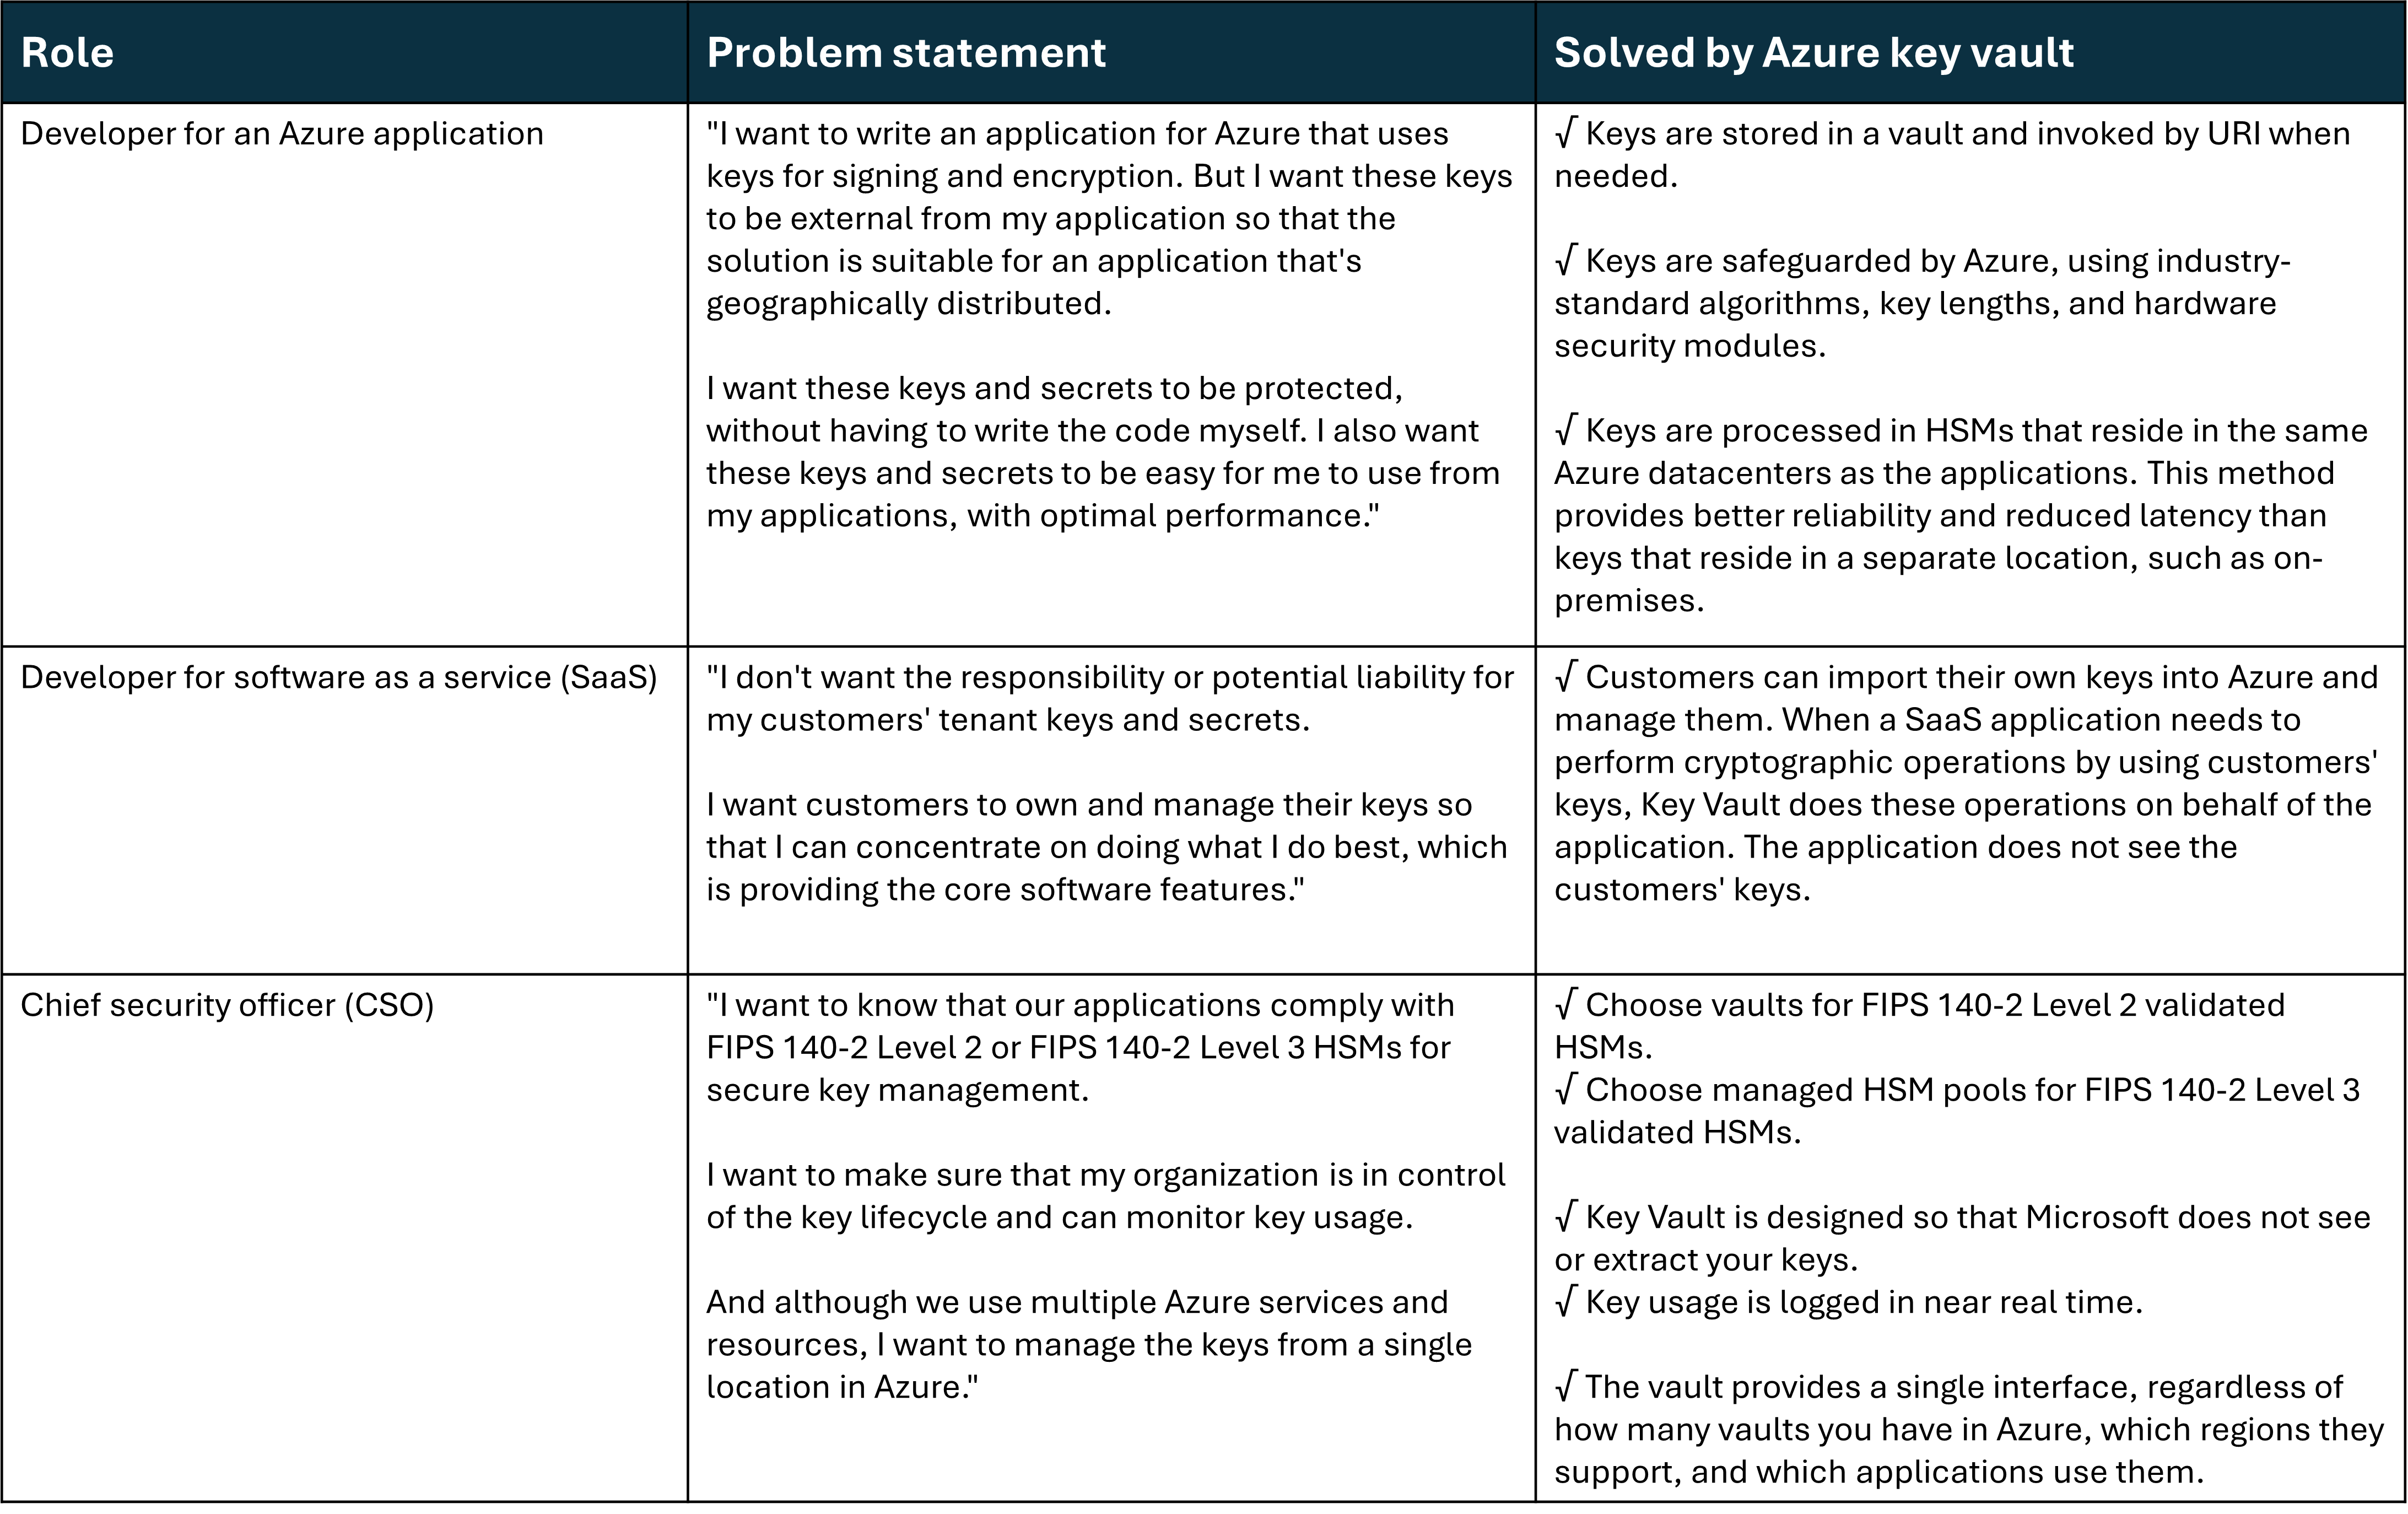 Role
Problem statement
Solved by Azure key vault
Developer for an Azure application
"I want to write an application for Azure that uses
keys for signing and encryption. But I want these keys
to be external from my application so that the
solution is suitable for an application that's
geographically distributed.
I want these keys and secrets to be protected,
without having to write the code myself. I also want
these keys and secrets to be easy for me to use from
my applications, with optimal performance."
√ Keys are stored in a vault and invoked by URI when
needed.
√ Keys are safeguarded by Azure, using industry-
standard algorithms, key lengths, and hardware
security modules.
√ Keys are processed in HSMs that reside in the same
Azure datacenters as the applications. This method
provides better reliability and reduced latency than
keys that reside in a separate location, such as on-
premises.
Developer for software as a service (SaaS)
"I don't want the responsibility or potential liability for
my customers' tenant keys and secrets.
I want customers to own and manage their keys so
that I can concentrate on doing what I do best, which
is providing the core software features."
√ Customers can import their own keys into Azure and
manage them. When a SaaS application needs to
perform cryptographic operations by using customers'
keys, Key Vault does these operations on behalf of the
application. The application does not see the
customers' keys.
Chief security officer (CSO)
"I want to know that our applications comply with
FIPS 140-2 Level 2 or FIPS 140-2 Level 3 HSMs for
secure key management.
I want to make sure that my organization is in control
of the key lifecycle and can monitor key usage.
And although we use multiple Azure services and
resources, I want to manage the keys from a single
location in Azure."
√ Choose vaults for FIPS 140-2 Level 2 validated
HSMs.
√ Choose managed HSM pools for FIPS 140-2 Level 3
validated HSMs.
√ Key Vault is designed so that Microsoft does not see
or extract your keys.
√ Key usage is logged in near real time.
√ The vault provides a single interface, regardless of
how many vaults you have in Azure, which regions they
support, and which applications use them.